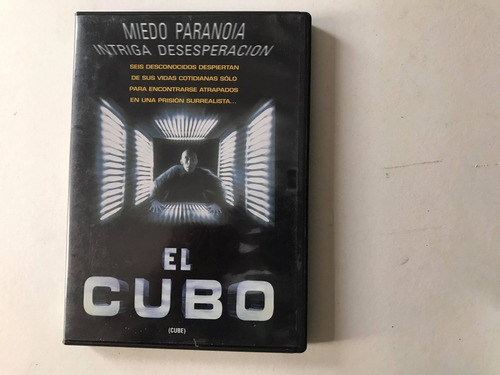 MIEDO PARANOIA
INTRIGA DESESPERACION
SEIS DESCONOCIDOS DESPIERTAN
DE SUS VIDAS COTIDIANAS SÓLO
PARA ENCONTRARSE ATRAPADOS
EN UNA PRISIÓN SURREALISTA...
EL
CUBO
(CUBE)